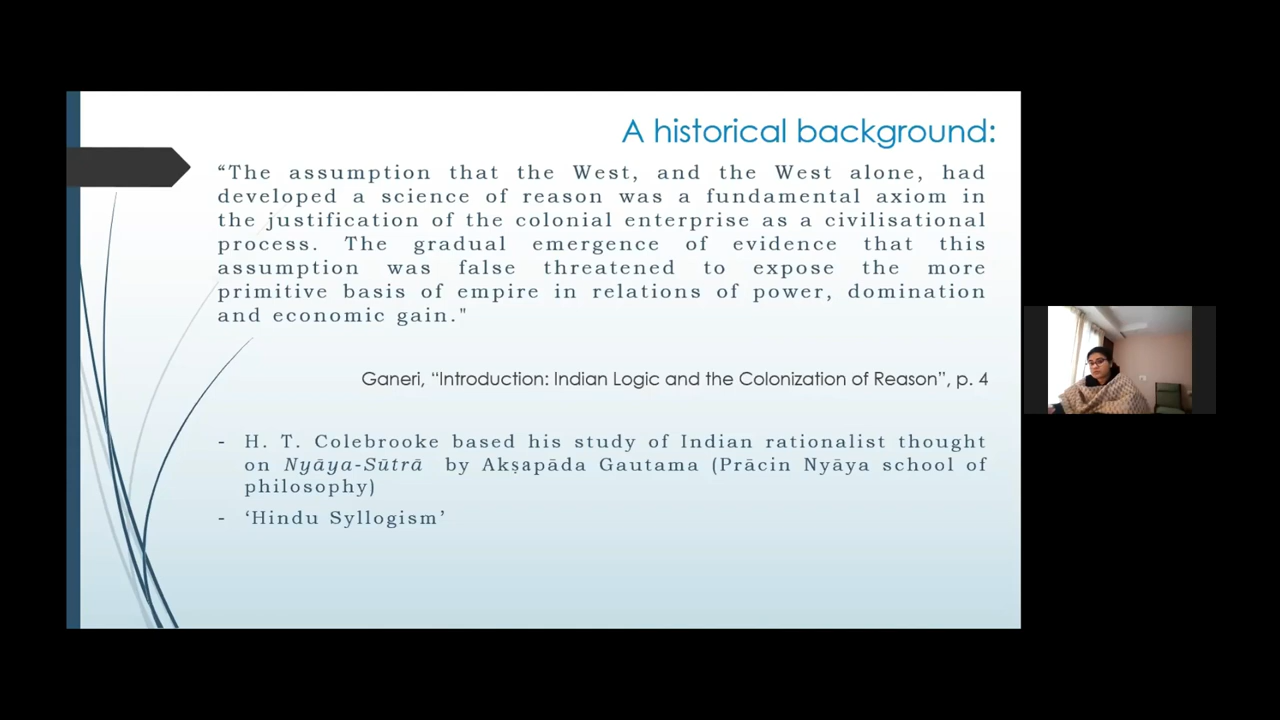 A historical background:
“The assumption that the West, and the West alone, had
developed a science of reason was a fundamental axiom in
the justification of the colonial enterprise as a civilisational
process. The gradual emergence of evidence that this
assumption was false threatened to expose the more
primitive basis of empire in relations of power, domination
and economic gain."
Ganeri, “Introduction: Indian Logic and the Colonization of Reason”, p. 4
- H. T. Colebrooke based his study of Indian rationalist thought
on Nyāya-Sūtrā by Akṣapāda Gautama (Prācin Nyāya school of
philosophy)
- ‘Hindu Syllogism’